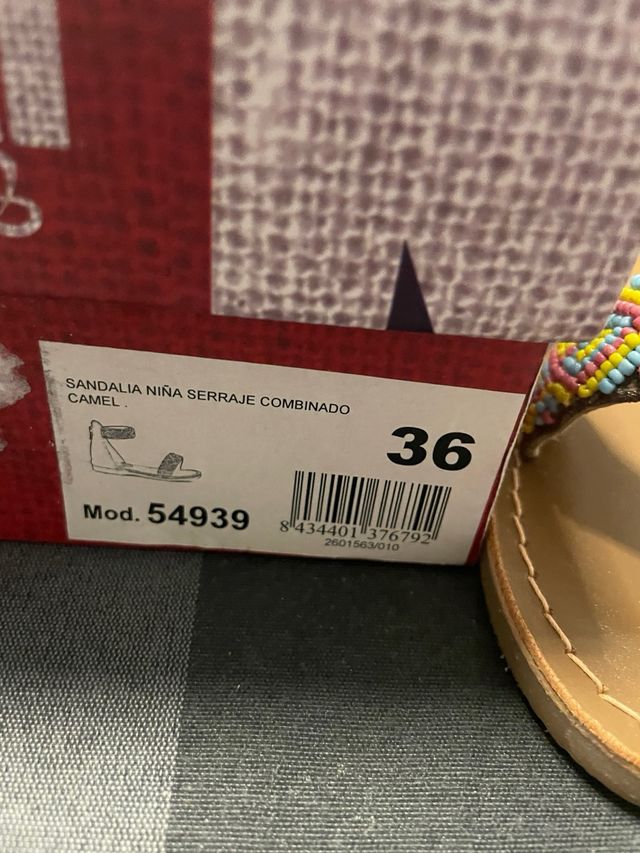 SANDALIA NIÑA SERRAJE COMBINADO
CAMEL .
36
Mod. 54939
8 434401 376792
2601563/010